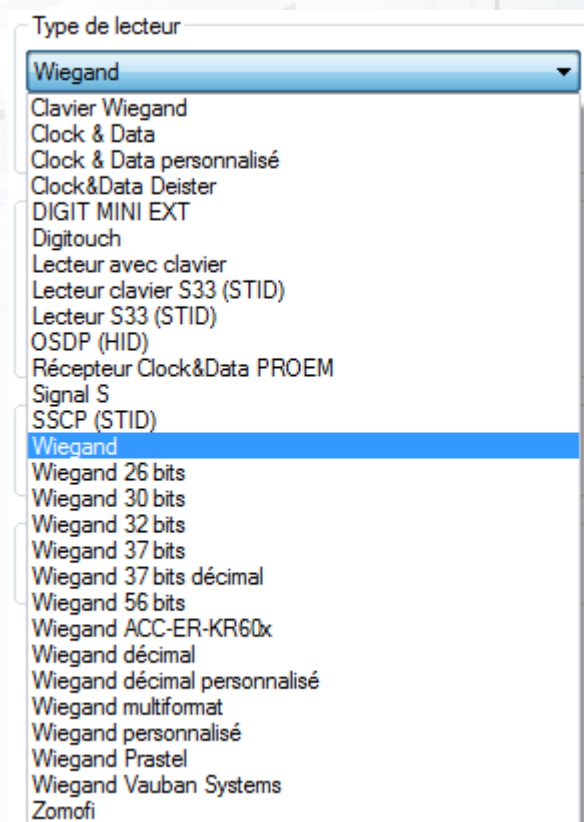 Type de lecteur
Wiegand
Clavier Wiegand
Clock & Data
Clock & Data personnalisé
Clock&Data Deister
DIGIT MINI EXT
Digitouch
Lecteur avec clavier
Lecteur clavier S33 (STID)
Lecteur S33 (STID)
OSDP (HID)
Récepteur Clock&Data PROEM
Signal S
SSCP (STID)
Wiegand
Wiegand 26 bits
Wiegand 30 bits
Wiegand 32 bits
Wiegand 37 bits
Wiegand 37 bits décimal
Wiegand 56 bits
Wiegand ACC-ER-KR60x
Wiegand décimal
Wiegand décimal personnalisé
Wiegand multiformat
Wiegand personnalisé
Wiegand Prastel
Wiegand Vauban Systems
Zomofi